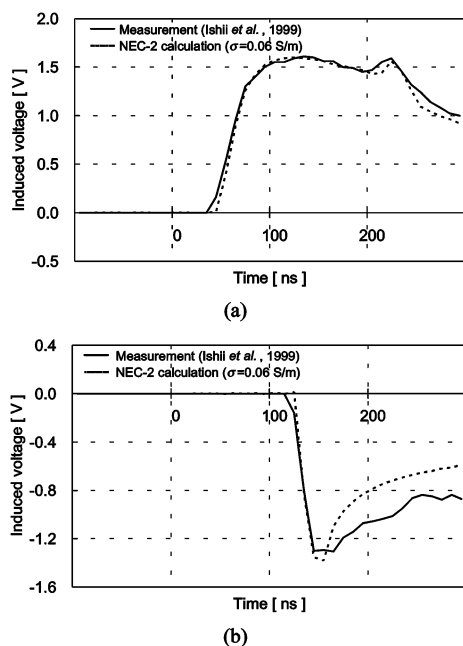 (a)
Measurement (Ishii et al. , 1999)
NEC-2 calculation (σ=0.06 S/m)
Induced voltage [ V ]
2.0
1.5
1.0
0.5
0.0
-0.5
0
100
200
Time [ ns ]
(a)
0.4
0.0
-0.4
-0.8
-1.2
-1.6
Measurement (Ishii et al. , 1999)
NEC-2 calculation (σ=0.06 S/m)
Induced voltage [ V ]
0
100
200
Time [ ns ]
(b)